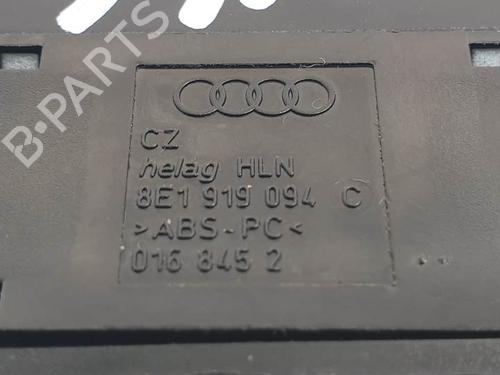 CZ
helag HLN
8E1 919 094 C
>ABS-PC<
016 845 2
B-PARTS